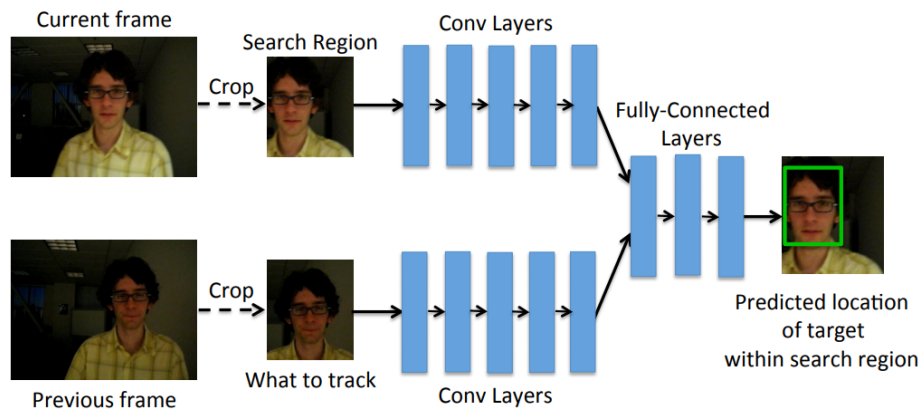 Current frame
Crop
Search Region
Conv Layers
Fully-Connected
Layers
Previous frame
Crop
What to track
Conv Layers
Predicted location
of target
within search region